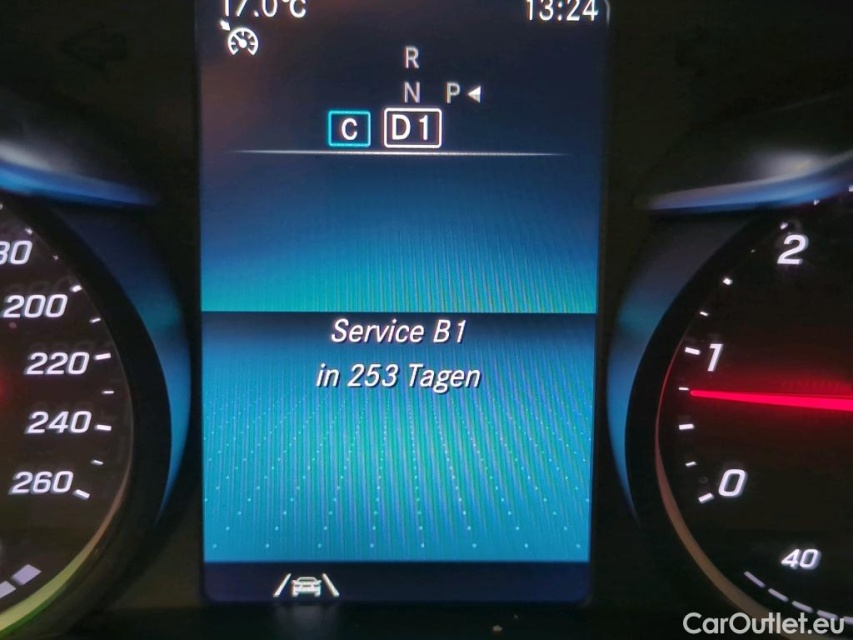 17.0°C 13:24
R
N P
C D1
Service B1
in 253 Tagen
200
220
240
260
2
1
0
40
CarOutlet.eu